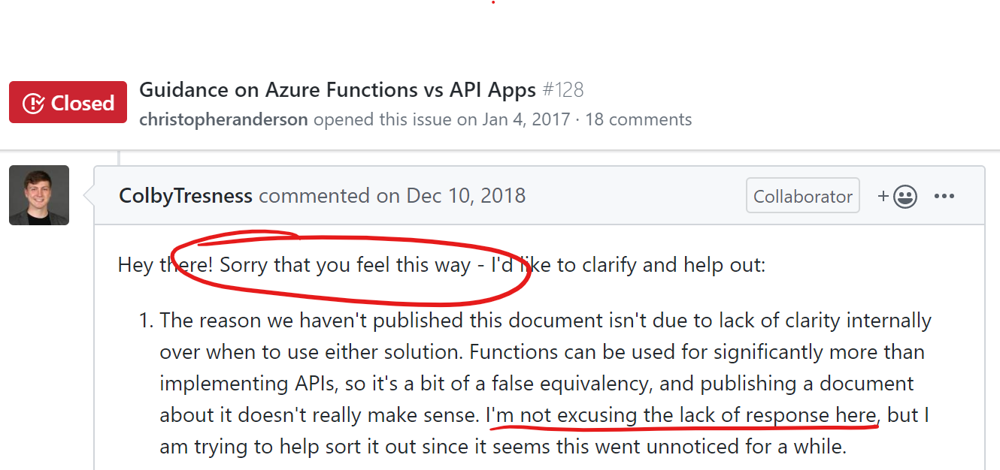 Closed
Guidance on Azure Functions vs API Apps #128
christopheranderson opened this issue on Jan 4, 2017 · 18 comments
ColbyTresness commented on Dec 10, 2018
Collaborator
Hey there! Sorry that you feel this way - I'd like to clarify and help out:
1. The reason we haven't published this document isn't due to lack of clarity internally
over when to use either solution. Functions can be used for significantly more than
implementing APIs, so it's a bit of a false equivalency, and publishing a document
about it doesn't really make sense. I'm not excusing the lack of response here, but I
am trying to help sort it out since it seems this went unnoticed for a while.